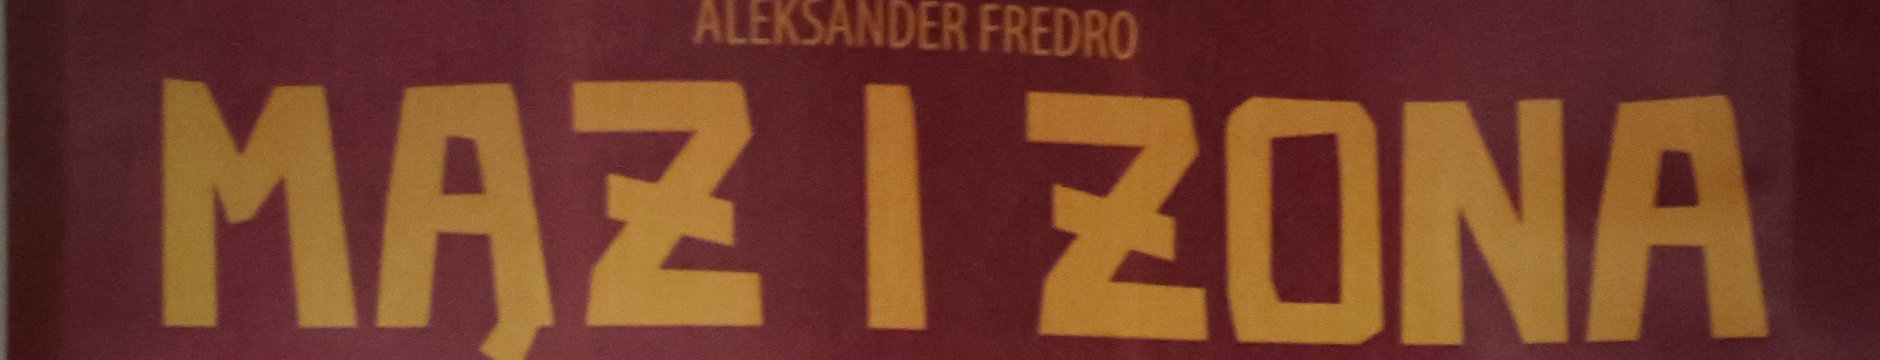 ALEKSANDER FREDRO
MĄŻ I ŻONA